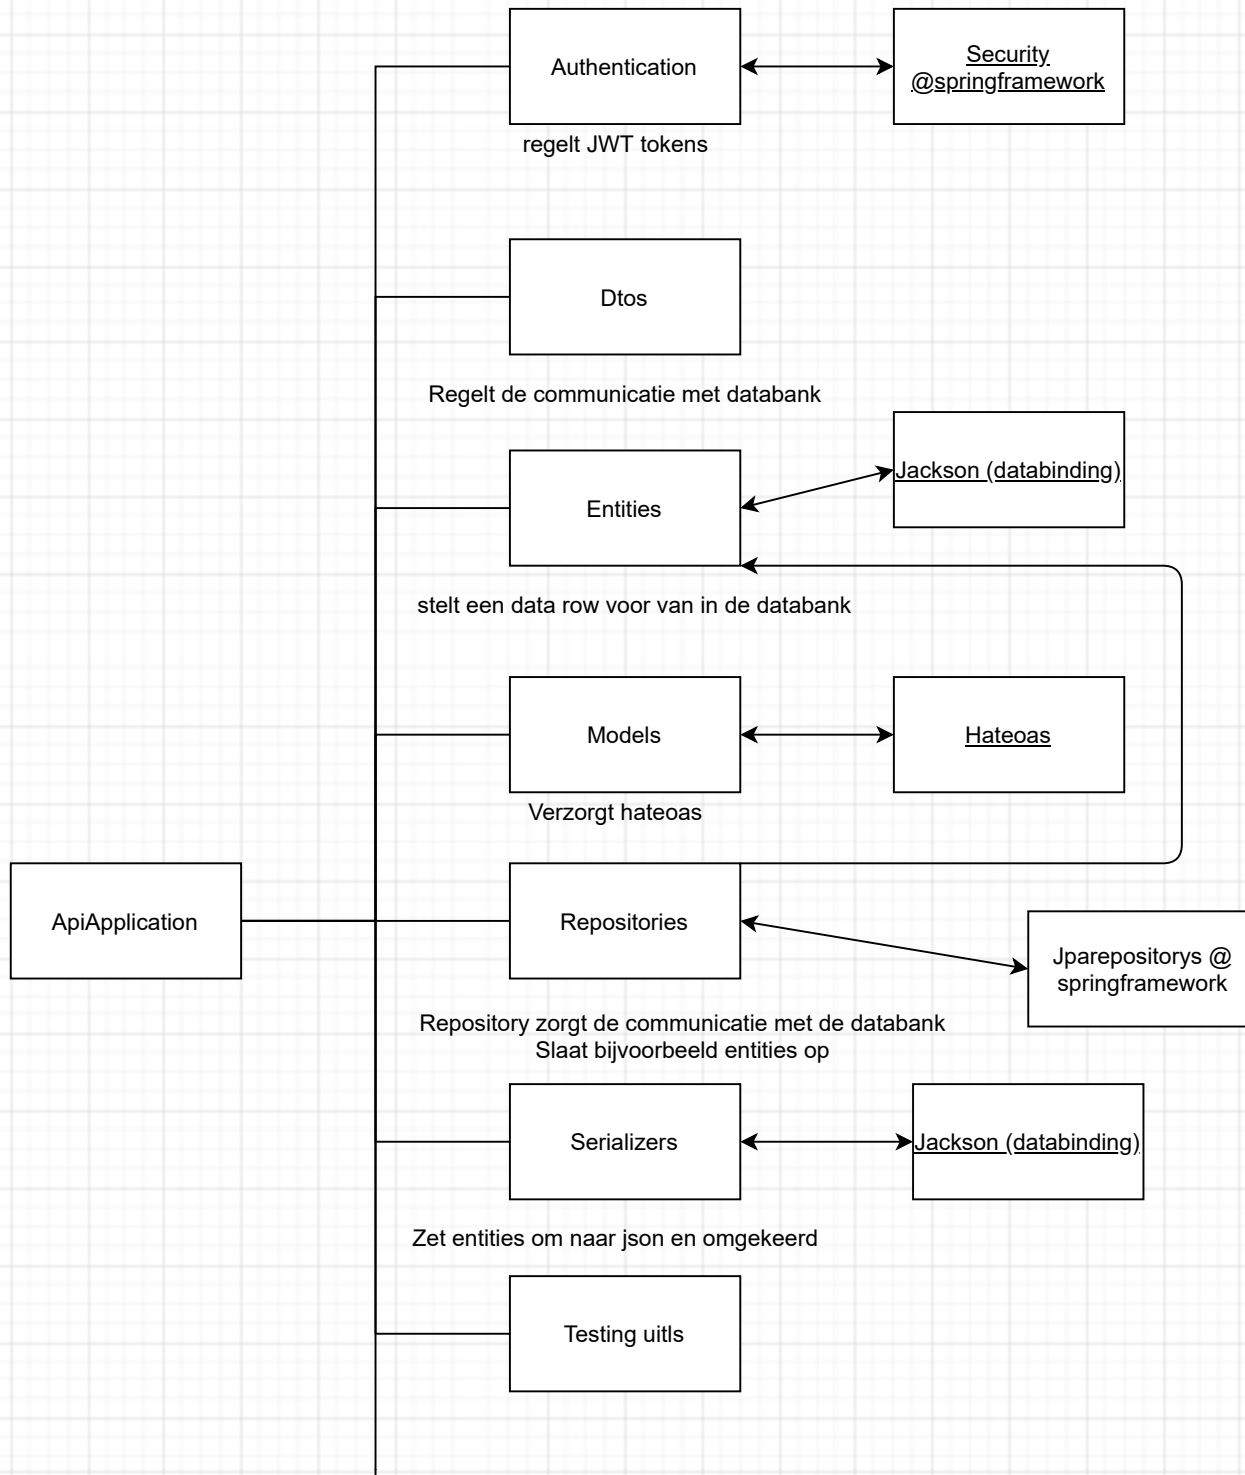 Authentication
Security
@springframework
regelt JWT tokens
Dtos
Regelt de communicatie met databank
Jackson (databinding)
Entities
stelt een data row voor van in de databank
Models
Hateoas
Verzorgt hateoas
ApiApplication
Repositories
Jparepositorys @
springframework
Repository zorgt de communicatie met de databank
Slaat bijvoorbeeld entities op
Serializers
Jackson (databinding)
Zet entities om naar json en omgekeerd
Testing uitls